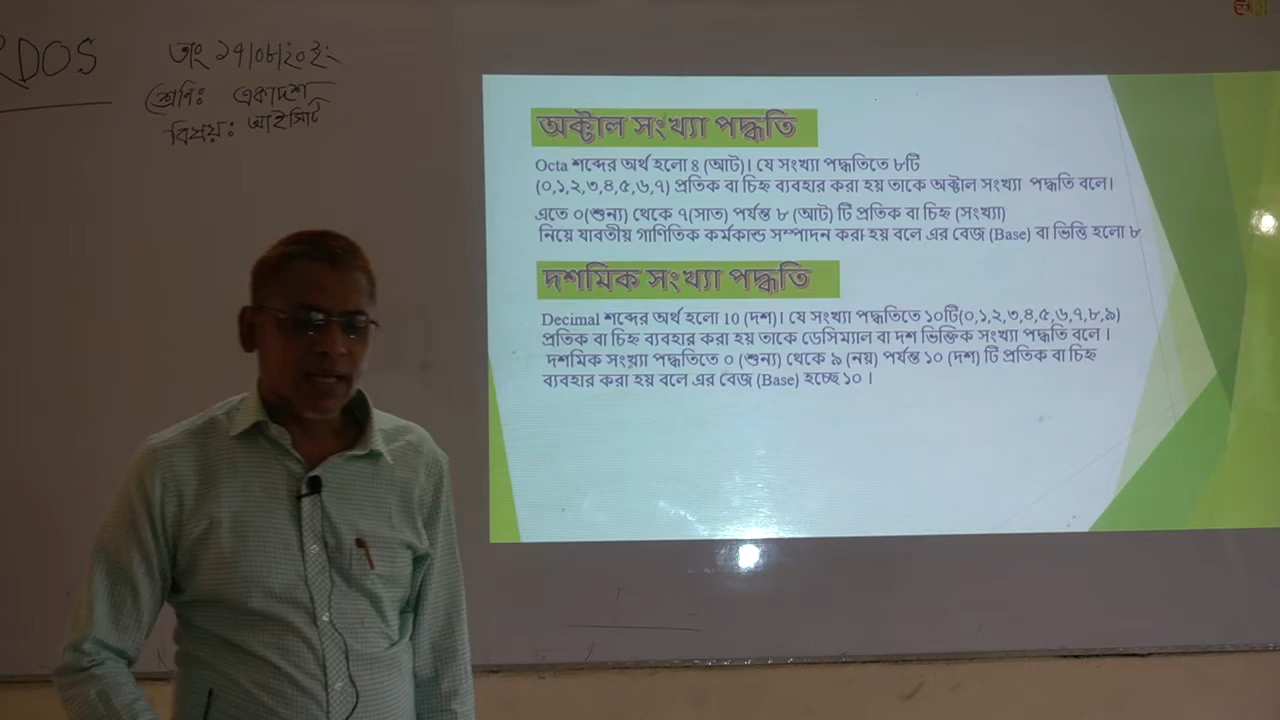 RDOS
তাং ১৭/০৮/২০২ং
শ্রেণিঃ একাদশ
বিষয়ঃ আইসিটি
অক্টাল সংখ্যা পদ্ধতি
Octa শব্দের অর্থ হলো 8 (আট)। যে সংখ্যা পদ্ধতিতে ৮টি
(০,১,২,৩,৪,৫,৬,৭) প্রতিক বা চিহ্ন ব্যবহার করা হয় তাকে অক্টাল সংখ্যা পদ্ধতি বলে।
এতে ০(শুন্য) থেকে ৭(সাত) পর্যন্ত ৮ (আট) টি প্রতিক বা চিহ্ন (সংখ্যা)
নিয়ে যাবতীয় গাণিতিক কর্মকান্ড সম্পাদন করা হয় বলে এর বেজ (Base) বা ভিত্তি হলো ৮
দশমিক সংখ্যা পদ্ধতি
Decimal শব্দের অর্থ হলো 10 (দশ)। যে সংখ্যা পদ্ধতিতে ১০টি(০,১,২,৩,৪,৫,৬,৭,৮,৯)
প্রতিক বা চিহ্ন ব্যবহার করা হয় তাকে ডেসিম্যাল বা দশ ভিক্তিক সংখ্যা পদ্ধতি বলে ।
দশমিক সংখ্যা পদ্ধতিতে ০ (শুন্য) থেকে ৯ (নয়) পর্যন্ত ১০ (দশ) টি প্রতিক বা চিহ্ন
ব্যবহার করা হয় বলে এর বেজ (Base) হচ্ছে ১০ ।